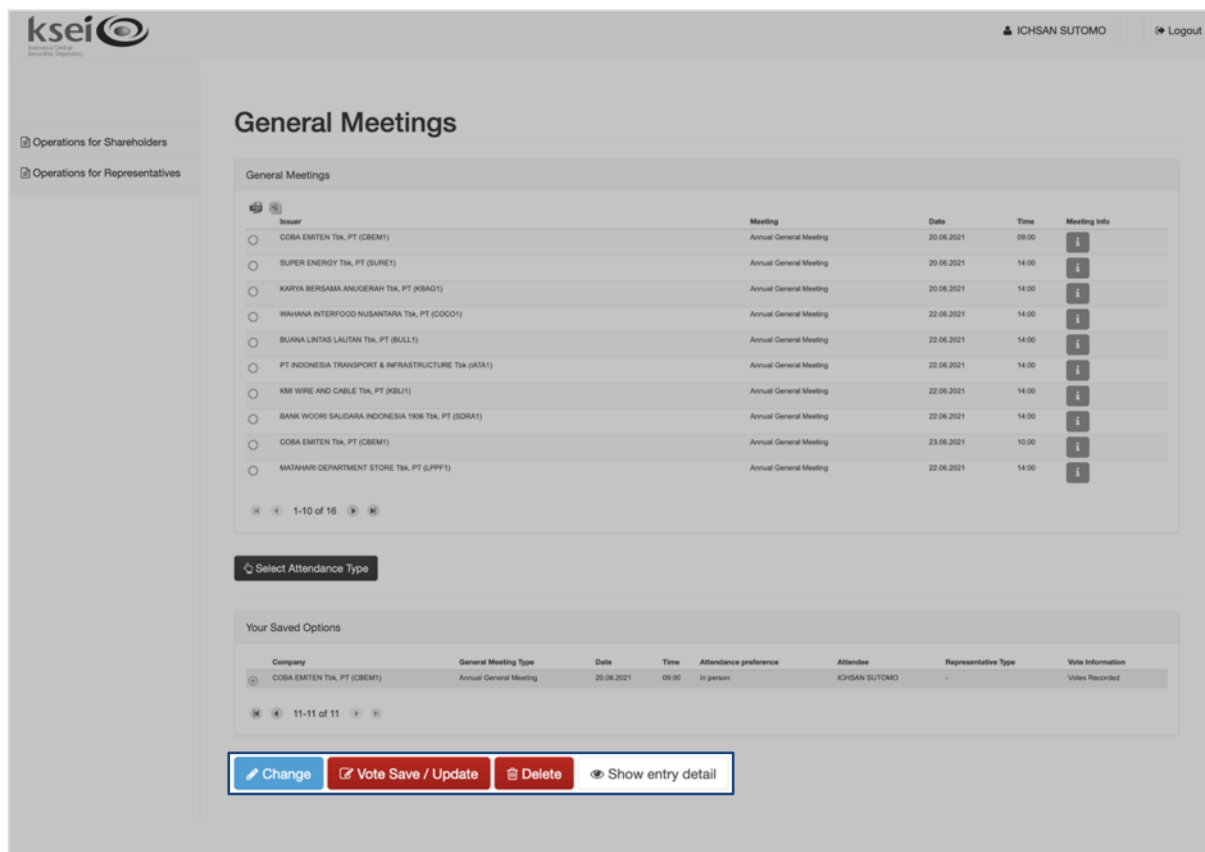 ksei
Indonesia Central
Securities Depository
ICHSAN SUTOMO
Logout
Operations for Shareholders
Operations for Representatives
General Meetings
General Meetings
Issuer Meeting Date Time Meeting Info
COBA EMITEN Tbk, PT (CBEM1) Annual General Meeting 20.06.2021 09:00 i
SUPER ENERGY Tbk, PT (SURE1) Annual General Meeting 20.06.2021 14:00 i
KARYA BERSAMA ANUGERAH Tbk, PT (KBAG1) Annual General Meeting 20.06.2021 14:00 i
WAHANA INTERFOOD NUSANTARA Tbk, PT (COCO1) Annual General Meeting 22.06.2021 14:00 i
BUANA LINTAS LAUTAN Tbk, PT (BULL1) Annual General Meeting 22.06.2021 14:00 i
PT INDONESIA TRANSPORT & INFRASTRUCTURE Tbk (IATA1) Annual General Meeting 22.06.2021 14:00 i
KMI WIRE AND CABLE Tbk, PT (KBLI1) Annual General Meeting 22.06.2021 14:00 i
BANK WOORI SAUDARA INDONESIA 1906 Tbk, PT (SDRA1) Annual General Meeting 22.06.2021 14:00 i
COBA EMITEN Tbk, PT (CBEM1) Annual General Meeting 23.06.2021 10:00 i
MATAHARI DEPARTMENT STORE Tbk, PT (LPPF1) Annual General Meeting 22.06.2021 14:00 i
1-10 of 16
Select Attendance Type
Your Saved Options
Company General Meeting Type Date Time Attendance preference Attendee Representative Type Vote Information
COBA EMITEN Tbk, PT (CBEM1) Annual General Meeting 20.06.2021 09:00 In person ICHSAN SUTOMO - Votes Recorded
11-11 of 11
Change Vote Save / Update Delete Show entry detail